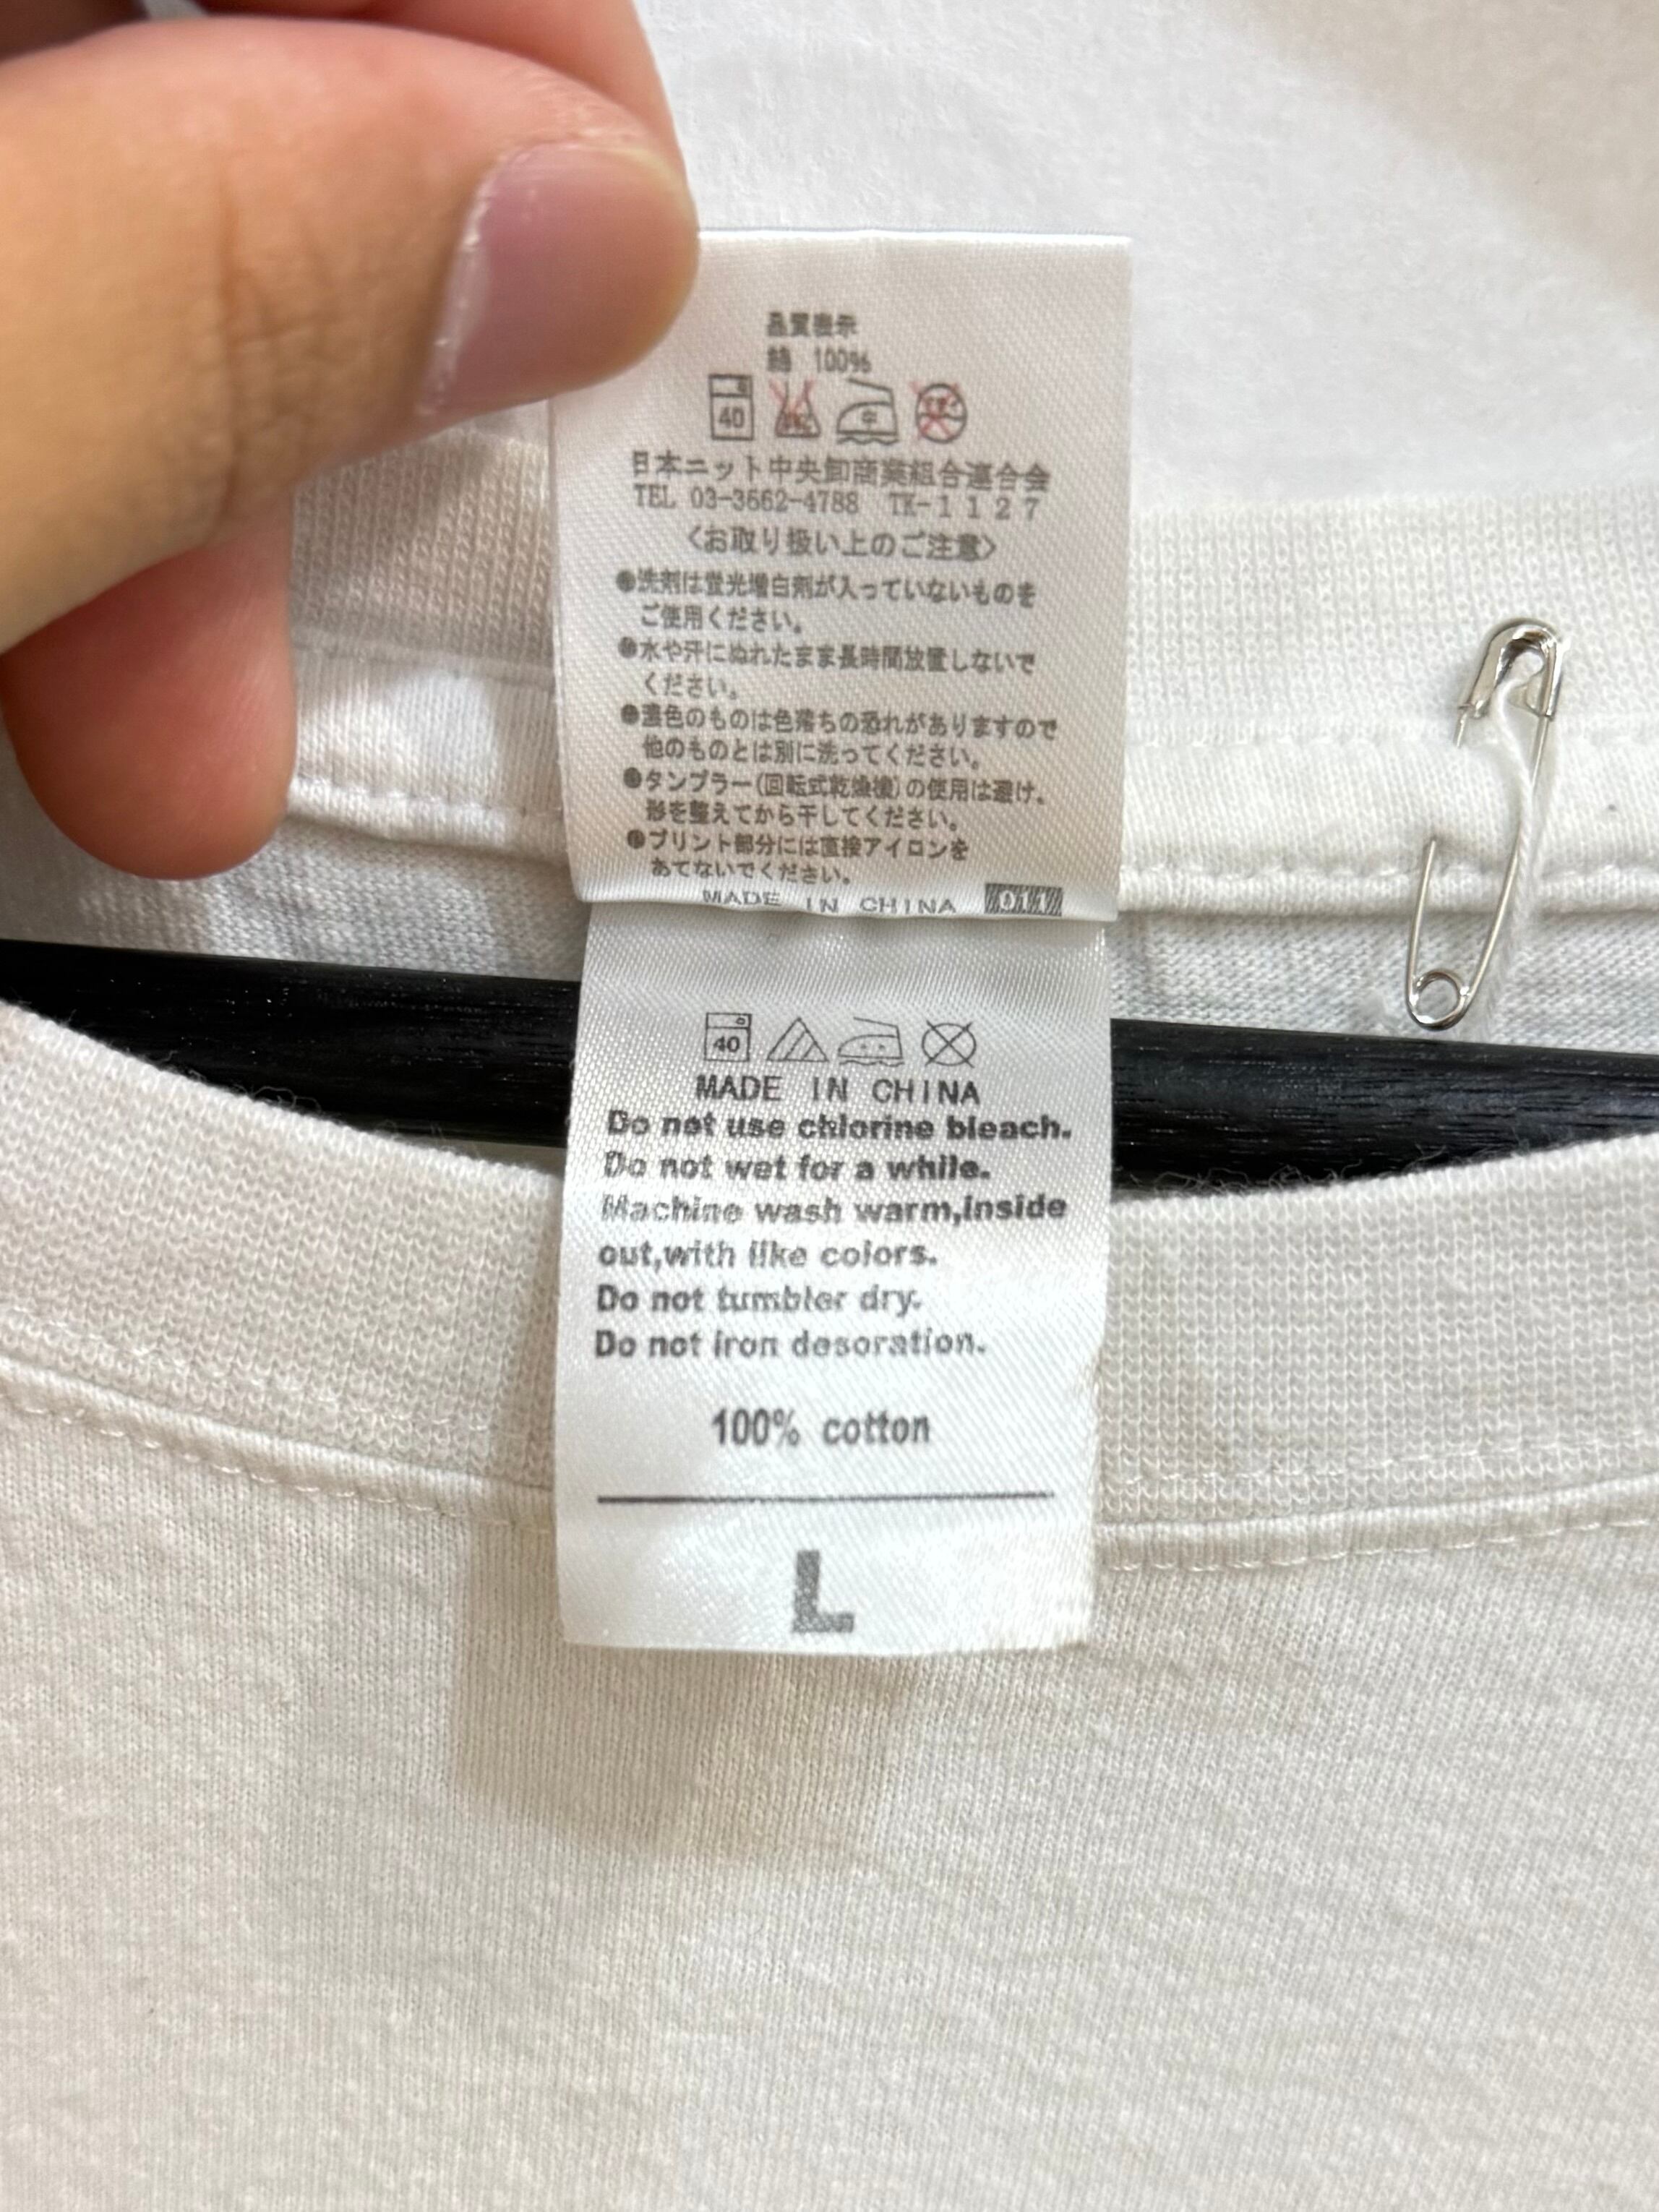 品質表示
綿 100%
40 中
日本ニット中央卸商業組合連合会
TEL 03-3662-4788 TK-1127
〈お取り扱い上のご注意〉
●洗剤は蛍光増白剤が入っていないものを
ご使用ください。
●水や汗にぬれたまま長時間放置しないで
ください。
●濃色のものは色落ちの恐れがありますので
他のものとは別に洗ってください。
●タンブラー(回転式乾燥機)の使用は避け、
形を整えてから干してください。
●プリント部分には直接アイロンを
あてないでください。
MADE IN CHINA 011
40
MADE IN CHINA
Do not use chlorine bleach.
Do not wet for a while.
Machine wash warm,inside
out,with like colors.
Do not tumbler dry.
Do not iron desoration.
100% cotton
L